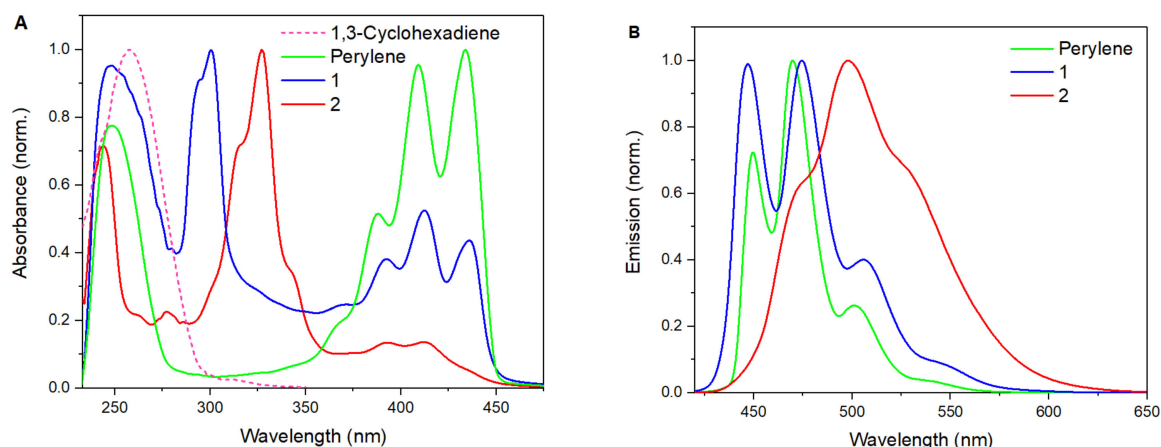 A
1,3-Cyclohexadiene
Perylene
1
2
Absorbance (norm.)
1.0
0.8
0.6
0.4
0.2
0.0
250 300 350 400 450
Wavelength (nm)
B
Perylene
1
2
Emission (norm.)
1.0
0.8
0.6
0.4
0.2
0.0
450 500 550 600 650
Wavelength (nm)